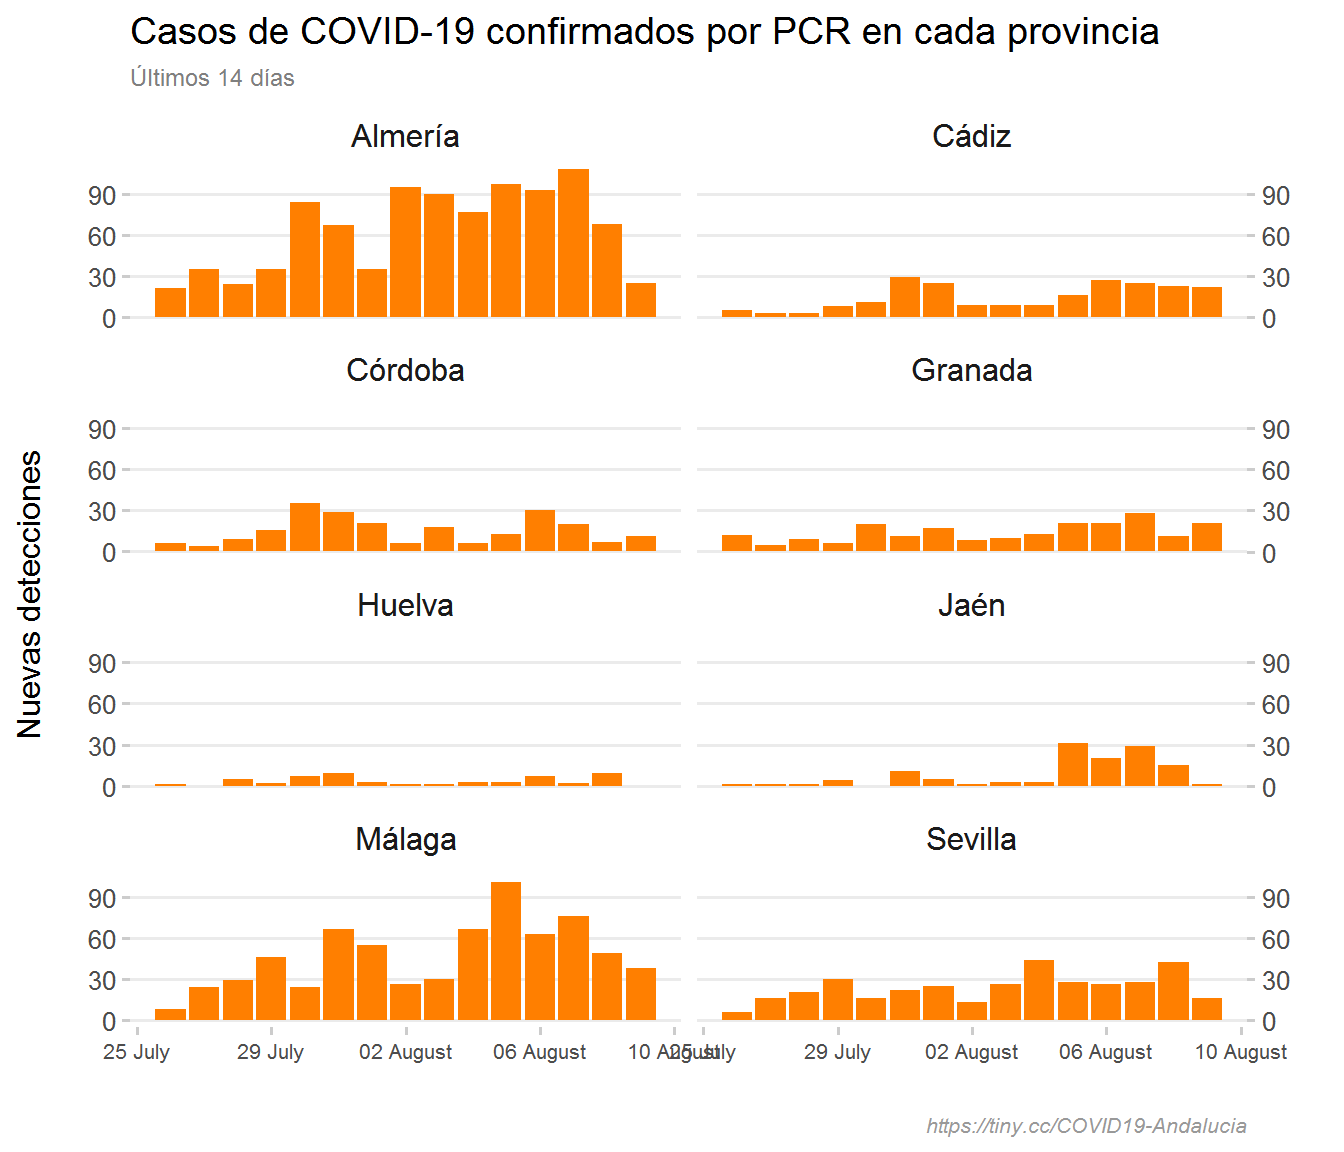 Casos de COVID-19 confirmados por PCR en cada provincia
Últimos 14 días
Almería
Cádiz
90
60
30
0
90
60
30
0
Córdoba
Granada
90
60
30
0
90
60
30
0
Nuevas detecciones
Huelva
Jaén
90
60
30
0
90
60
30
0
Málaga
Sevilla
90
60
30
0
90
60
30
0
25 July 29 July 02 August 06 August 10 August
25 July 29 July 02 August 06 August 10 August
https://tiny.cc/COVID19-Andalucia